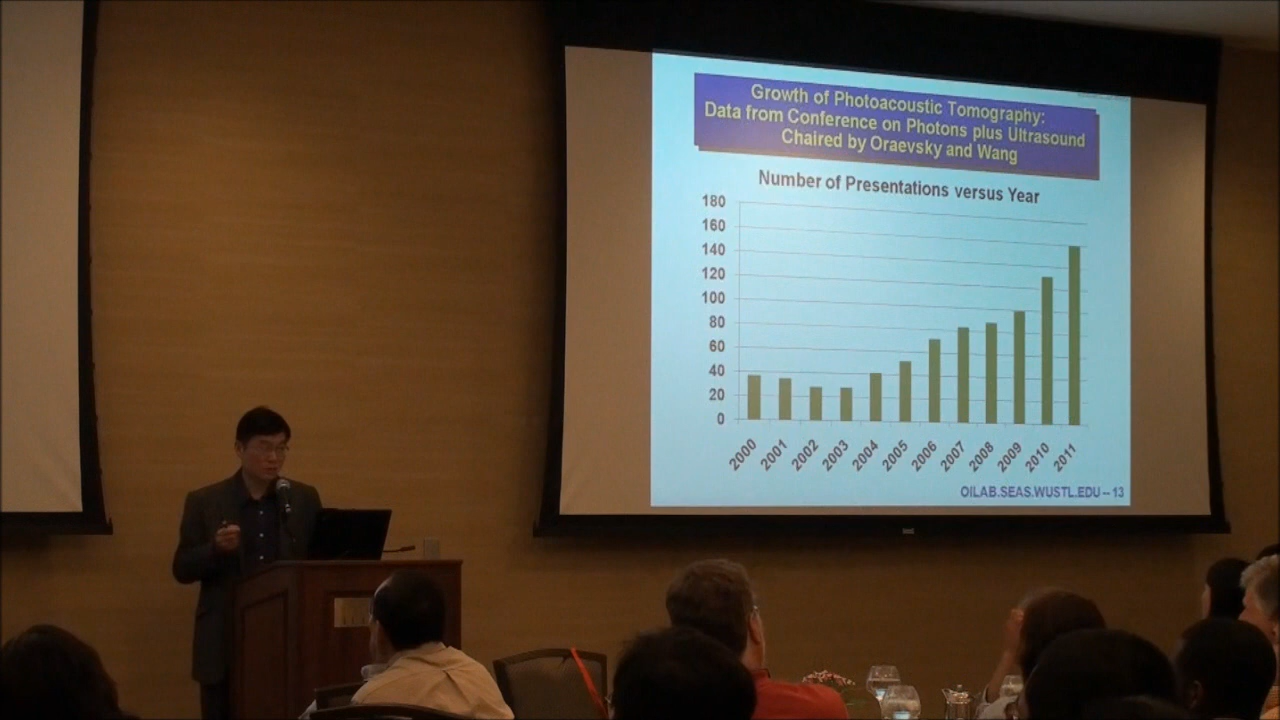 Growth of Photoacoustic Tomography:
Data from Conference on Photons plus Ultrasound
Chaired by Oraevsky and Wang
Number of Presentations versus Year
180
160
140
120
100
80
60
40
20
0
2000 2001 2002 2003 2004 2005 2006 2007 2008 2009 2010 2011
OILAB.SEAS.WUSTL.EDU -- 13